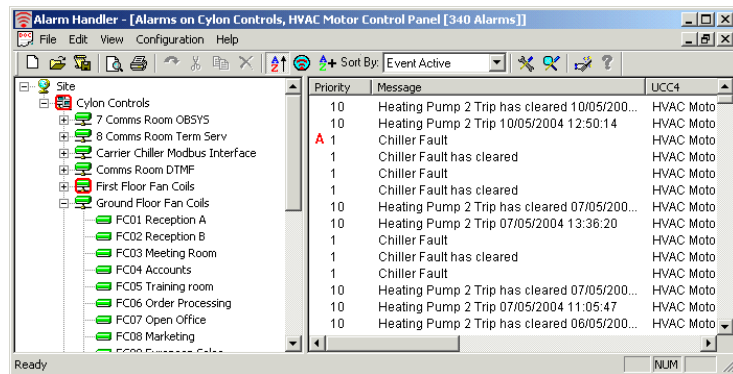 Alarm Handler - [Alarms on Cylon Controls, HVAC Motor Control Panel [340 Alarms]]
File Edit View Configuration Help
Sort By: Event Active
Site
Cylon Controls
7 Comms Room OBSYS
8 Comms Room Term Serv
Carrier Chiller Modbus Interface
Comms Room DTMF
First Floor Fan Coils
Ground Floor Fan Coils
FC01 Reception A
FC02 Reception B
FC03 Meeting Room
FC04 Accounts
FC05 Training room
FC06 Order Processing
FC07 Open Office
FC08 Marketing
Priority Message UCC4
10 Heating Pump 2 Trip has cleared 10/05/200... HVAC Moto
10 Heating Pump 2 Trip 10/05/2004 12:50:14 HVAC Moto
A 1 Chiller Fault HVAC Moto
1 Chiller Fault has cleared HVAC Moto
1 Chiller Fault HVAC Moto
1 Chiller Fault has cleared HVAC Moto
10 Heating Pump 2 Trip has cleared 07/05/200... HVAC Moto
10 Heating Pump 2 Trip 07/05/2004 13:36:20 HVAC Moto
1 Chiller Fault HVAC Moto
1 Chiller Fault has cleared HVAC Moto
1 Chiller Fault HVAC Moto
10 Heating Pump 2 Trip has cleared 07/05/200... HVAC Moto
10 Heating Pump 2 Trip 07/05/2004 11:05:47 HVAC Moto
10 Heating Pump 2 Trip has cleared 06/05/200... HVAC Moto
Ready NUM